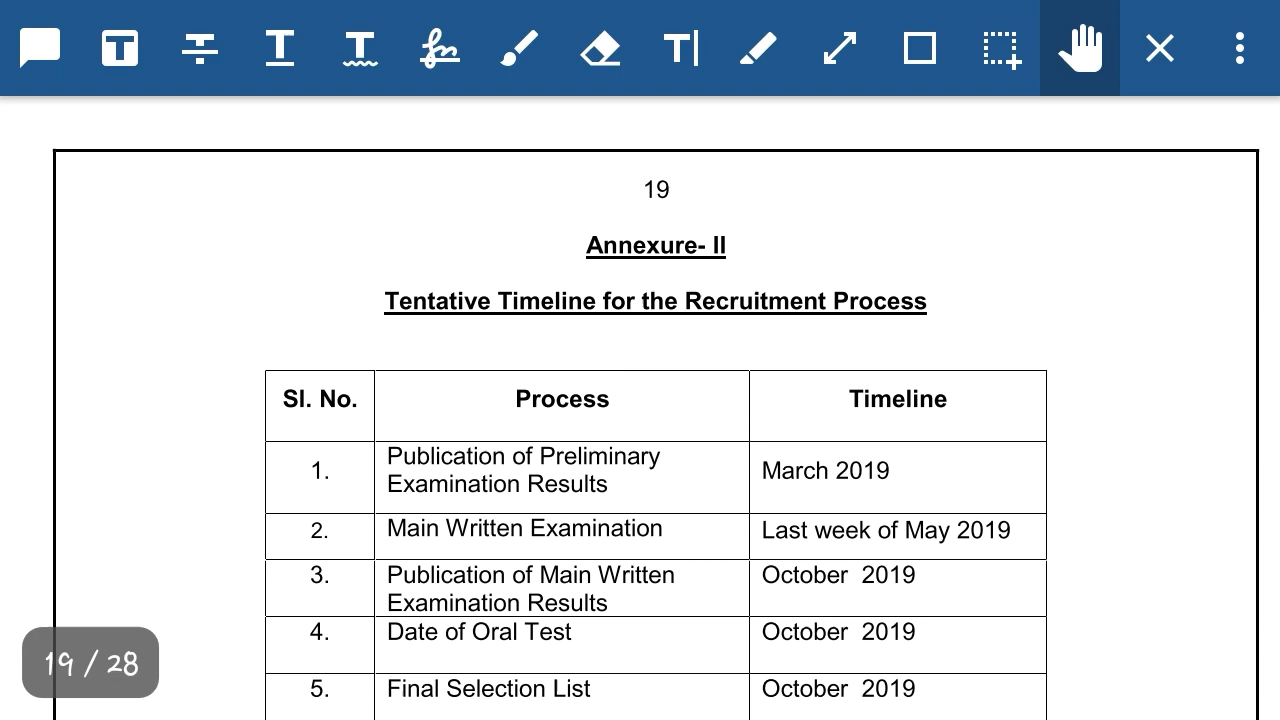 19
Annexure- II
Tentative Timeline for the Recruitment Process
Sl. No. Process Timeline
1. Publication of Preliminary Examination Results March 2019
2. Main Written Examination Last week of May 2019
3. Publication of Main Written Examination Results October 2019
4. Date of Oral Test October 2019
5. Final Selection List October 2019
19 / 28